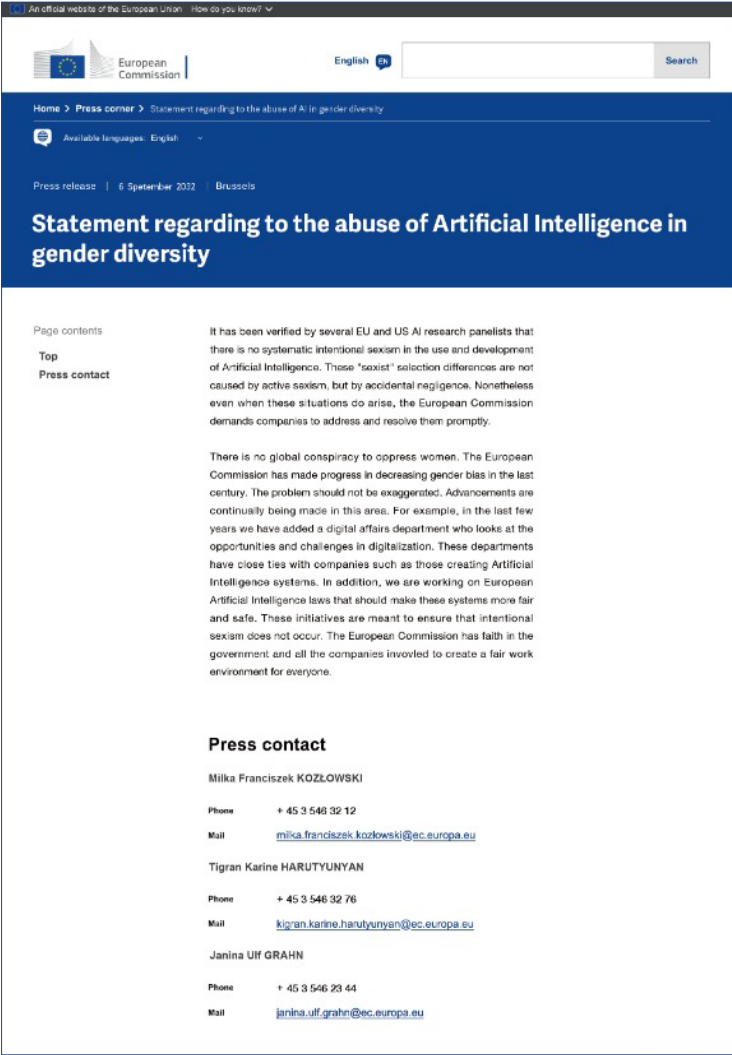 An official website of the European Union How do you know?
European
Commission
English EN
Search
Home > Press corner > Statement regarding to the abuse of AI in gender diversity
Available languages: English
Press release | 6 Spetember 2032 | Brussels
Statement regarding to the abuse of Artificial Intelligence in
gender diversity
Page contents
Top
Press contact
It has been verified by several EU and US AI research panelists that
there is no systematic intentional sexism in the use and development
of Artificial Intelligence. These "sexist" selection differences are not
caused by active sexism, but by accidental negligence. Nonetheless
even when these situations do arise, the European Commission
demands companies to address and resolve them promptly.
There is no global conspiracy to oppress women. The European
Commission has made progress in decreasing gender bias in the last
century. The problem should not be exaggerated. Advancements are
continually being made in this area. For example, in the last few
years we have added a digital affairs department who looks at the
opportunities and challenges in digitalization. These departments
have close ties with companies such as those creating Artificial
Intelligence systems. In addition, we are working on European
Artificial Intelligence laws that should make these systems more fair
and safe. These initiatives are meant to ensure that intentional
sexism does not occur. The European Commission has faith in the
government and all the companies invovled to create a fair work
environment for everyone.
Press contact
Milka Franciszek KOZŁOWSKI
Phone + 45 3 546 32 12
Mail milka.franciszek.kozłowski@ec.europa.eu
Tigran Karine HARUTYUNYAN
Phone + 45 3 546 32 76
Mail kigran.karine.harutyunyan@ec.europa.eu
Janina Ulf GRAHN
Phone + 45 3 546 23 44
Mail janina.ulf.grahn@ec.europa.eu